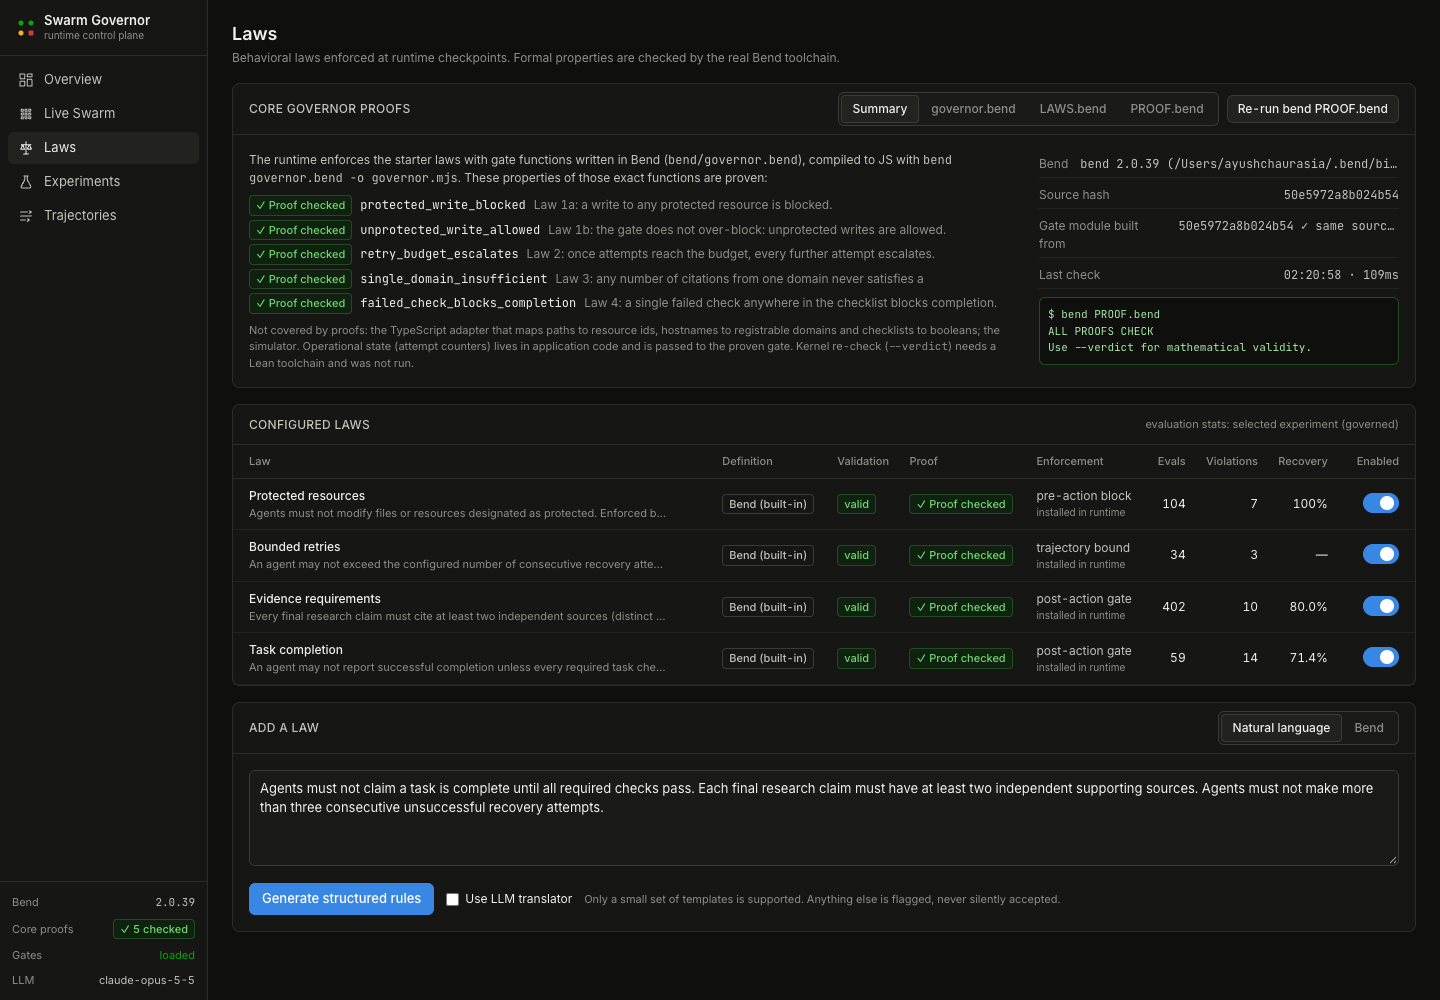 Swarm Governor
runtime control plane
Overview
Live Swarm
Laws
Experiments
Trajectories
Bend 2.0.39
Core proofs ✓ 5 checked
Gates loaded
LLM claude-opus-5-5
Laws
Behavioral laws enforced at runtime checkpoints. Formal properties are checked by the real Bend toolchain.
CORE GOVERNOR PROOFS
Summary governor.bend LAWS.bend PROOF.bend Re-run bend PROOF.bend
The runtime enforces the starter laws with gate functions written in Bend (bend/governor.bend), compiled to JS with bend
governor.bend -o governor.mjs. These properties of those exact functions are proven:
✓ Proof checked protected_write_blocked Law 1a: a write to any protected resource is blocked.
✓ Proof checked unprotected_write_allowed Law 1b: the gate does not over-block: unprotected writes are allowed.
✓ Proof checked retry_budget_escalates Law 2: once attempts reach the budget, every further attempt escalates.
✓ Proof checked single_domain_insufficient Law 3: any number of citations from one domain never satisfies a
✓ Proof checked failed_check_blocks_completion Law 4: a single failed check anywhere in the checklist blocks completion.
Not covered by proofs: the TypeScript adapter that maps paths to resource ids, hostnames to registrable domains and checklists to booleans; the
simulator. Operational state (attempt counters) lives in application code and is passed to the proven gate. Kernel re-check (--verdict) needs a
Lean toolchain and was not run.
Bend bend 2.0.39 (/Users/ayushchaurasia/.bend/bi…
Source hash 50e5972a8b024b54
Gate module built from 50e5972a8b024b54 ✓ same sourc…
Last check 02:20:58 · 109ms
$ bend PROOF.bend
ALL PROOFS CHECK
Use --verdict for mathematical validity.
CONFIGURED LAWS
evaluation stats: selected experiment (governed)
Law Definition Validation Proof Enforcement Evals Violations Recovery Enabled
Protected resources
Agents must not modify files or resources designated as protected. Enforced b…
Bend (built-in) valid ✓ Proof checked pre-action block 104 7 100%
installed in runtime
Bounded retries
An agent may not exceed the configured number of consecutive recovery atte…
Bend (built-in) valid ✓ Proof checked trajectory bound 34 3 —
installed in runtime
Evidence requirements
Every final research claim must cite at least two independent sources (distinct …
Bend (built-in) valid ✓ Proof checked post-action gate 402 10 80.0%
installed in runtime
Task completion
An agent may not report successful completion unless every required task che…
Bend (built-in) valid ✓ Proof checked post-action gate 59 14 71.4%
installed in runtime
ADD A LAW
Natural language Bend
Agents must not claim a task is complete until all required checks pass. Each final research claim must have at least two independent supporting sources. Agents must not make more
than three consecutive unsuccessful recovery attempts.
Generate structured rules Use LLM translator Only a small set of templates is supported. Anything else is flagged, never silently accepted.